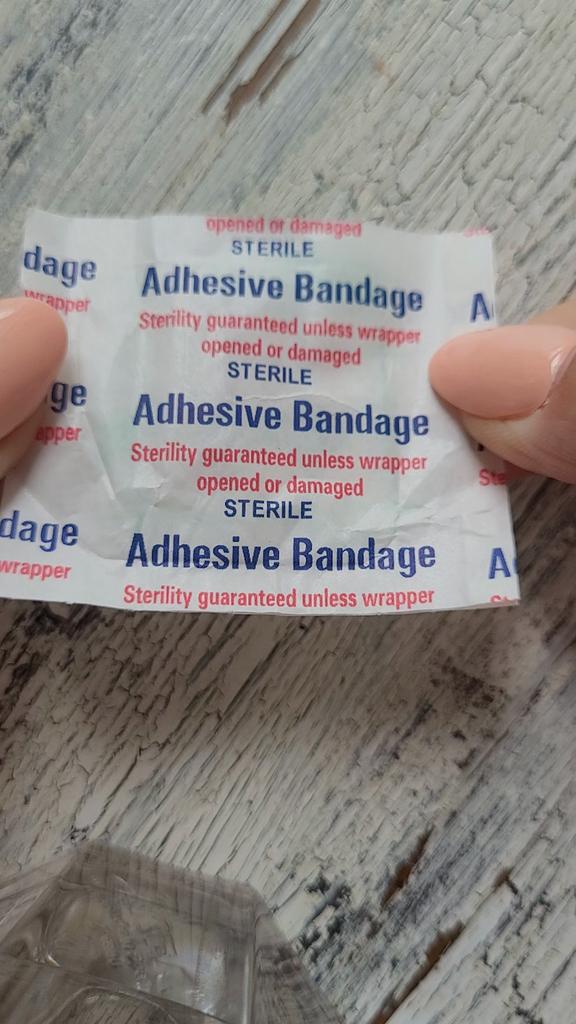 opened or damaged
STERILE
dage Adhesive Bandage A
wrapper Sterility guaranteed unless wrapper
opened or damaged
STERILE
ge Adhesive Bandage
apper Sterility guaranteed unless wrapper Ste
opened or damaged
STERILE
dage Adhesive Bandage A
wrapper Sterility guaranteed unless wrapper